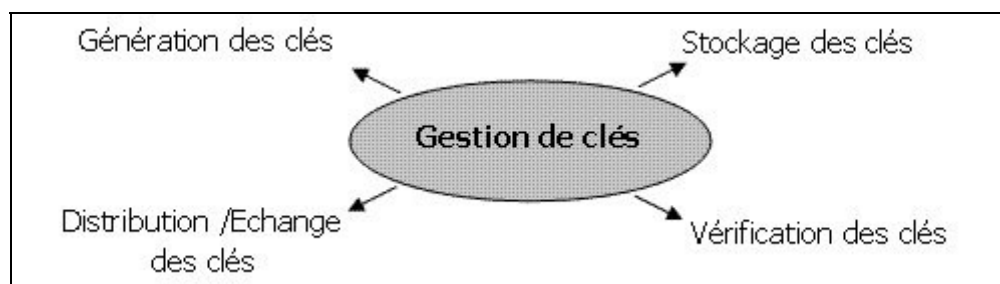 Génération des clés
Stockage des clés
Gestion de clés
Distribution /Echange
des clés
Vérification des clés